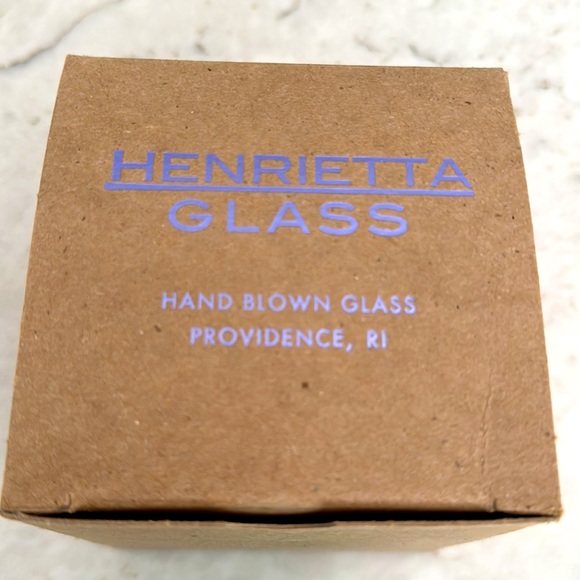 HENRIETTA
GLASS
HAND BLOWN GLASS
PROVIDENCE, RI